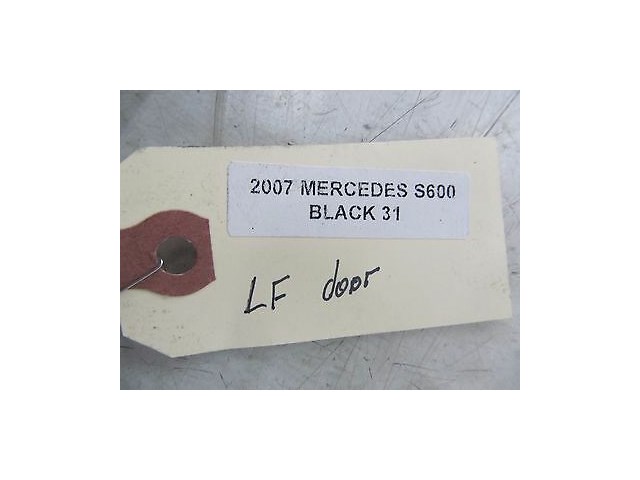 2007 MERCEDES S600
BLACK 31
LF door